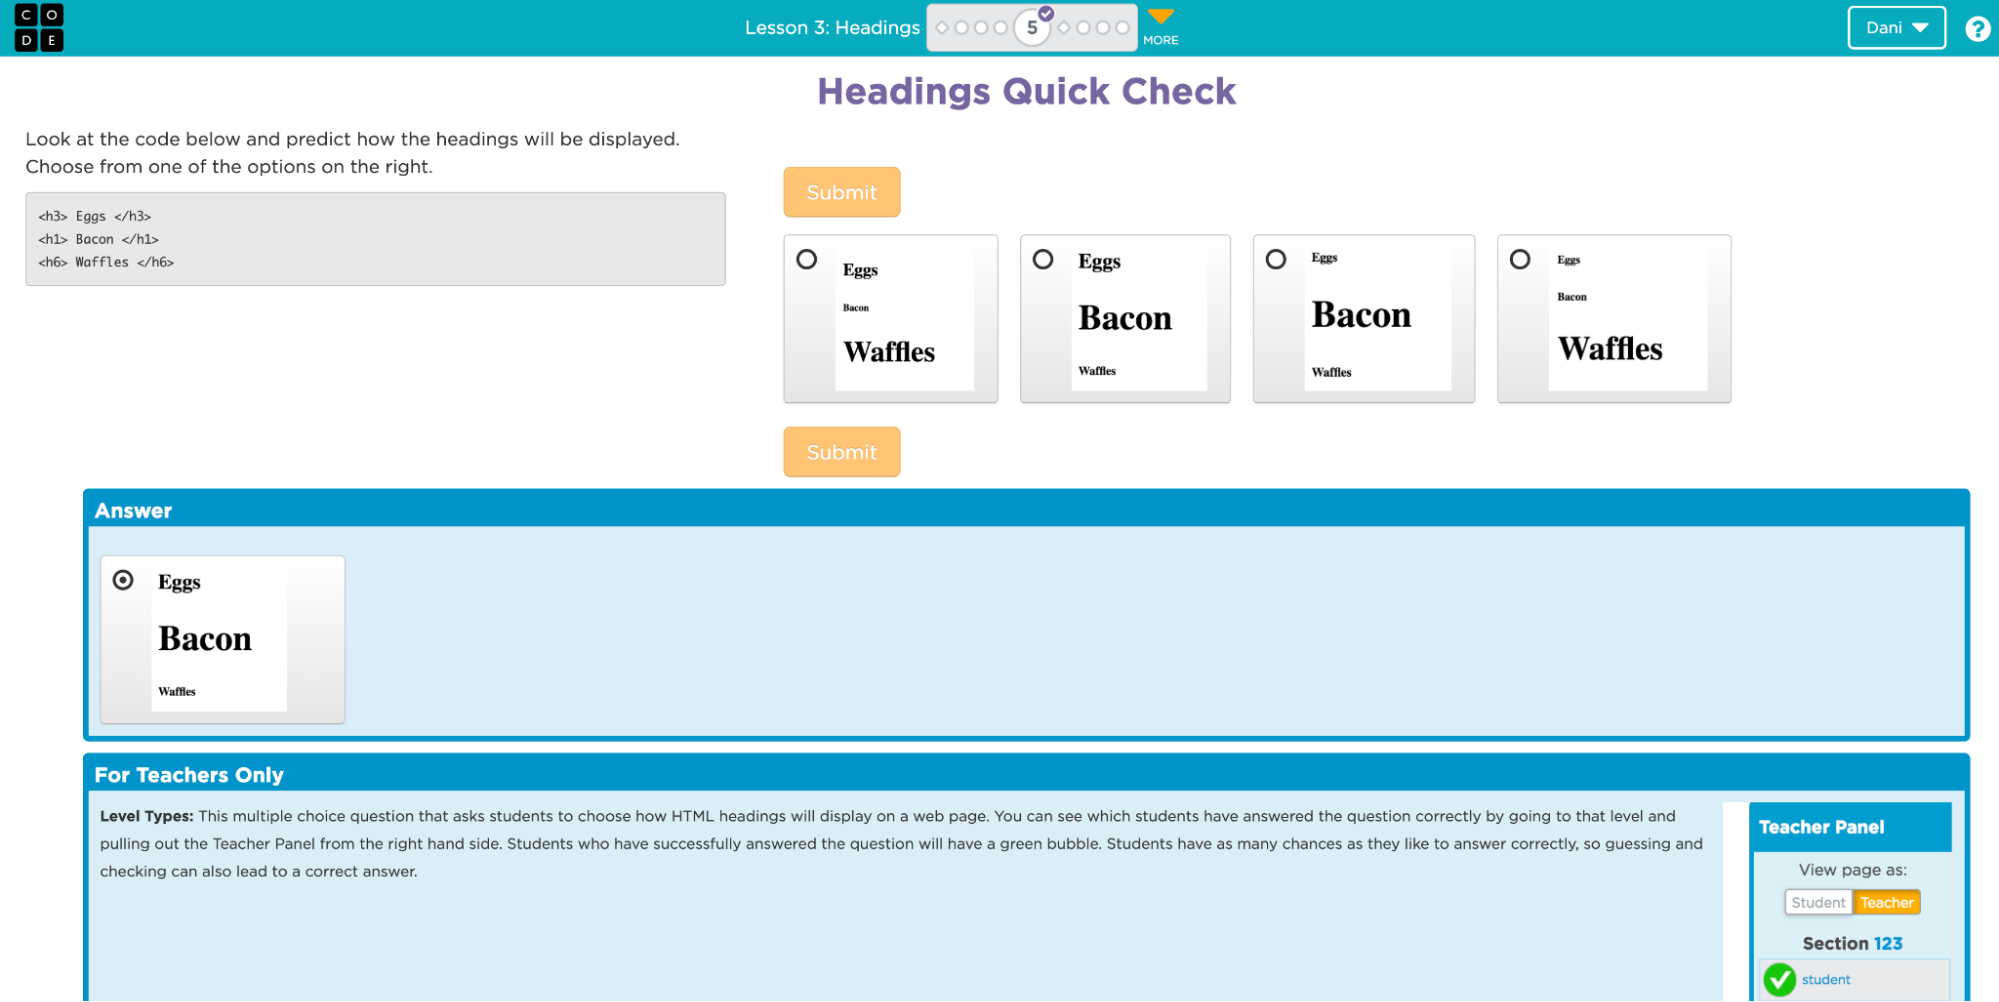 CO
DE
Lesson 3: Headings
5
MORE
Dani
?
Headings Quick Check
Look at the code below and predict how the headings will be displayed.
Choose from one of the options on the right.
<h3> Eggs </h3>
<h1> Bacon </h1>
<h6> Waffles </h6>
Submit
Eggs
Bacon
Waffles
Eggs
Bacon
Waffles
Eggs
Bacon
Waffles
Eggs
Bacon
Waffles
Submit
Answer
Eggs
Bacon
Waffles
For Teachers Only
Level Types: This multiple choice question that asks students to choose how HTML headings will display on a web page. You can see which students have answered the question correctly by going to that level and
pulling out the Teacher Panel from the right hand side. Students who have successfully answered the question will have a green bubble. Students have as many chances as they like to answer correctly, so guessing and
checking can also lead to a correct answer.
Teacher Panel
View page as:
Student Teacher
Section 123
student